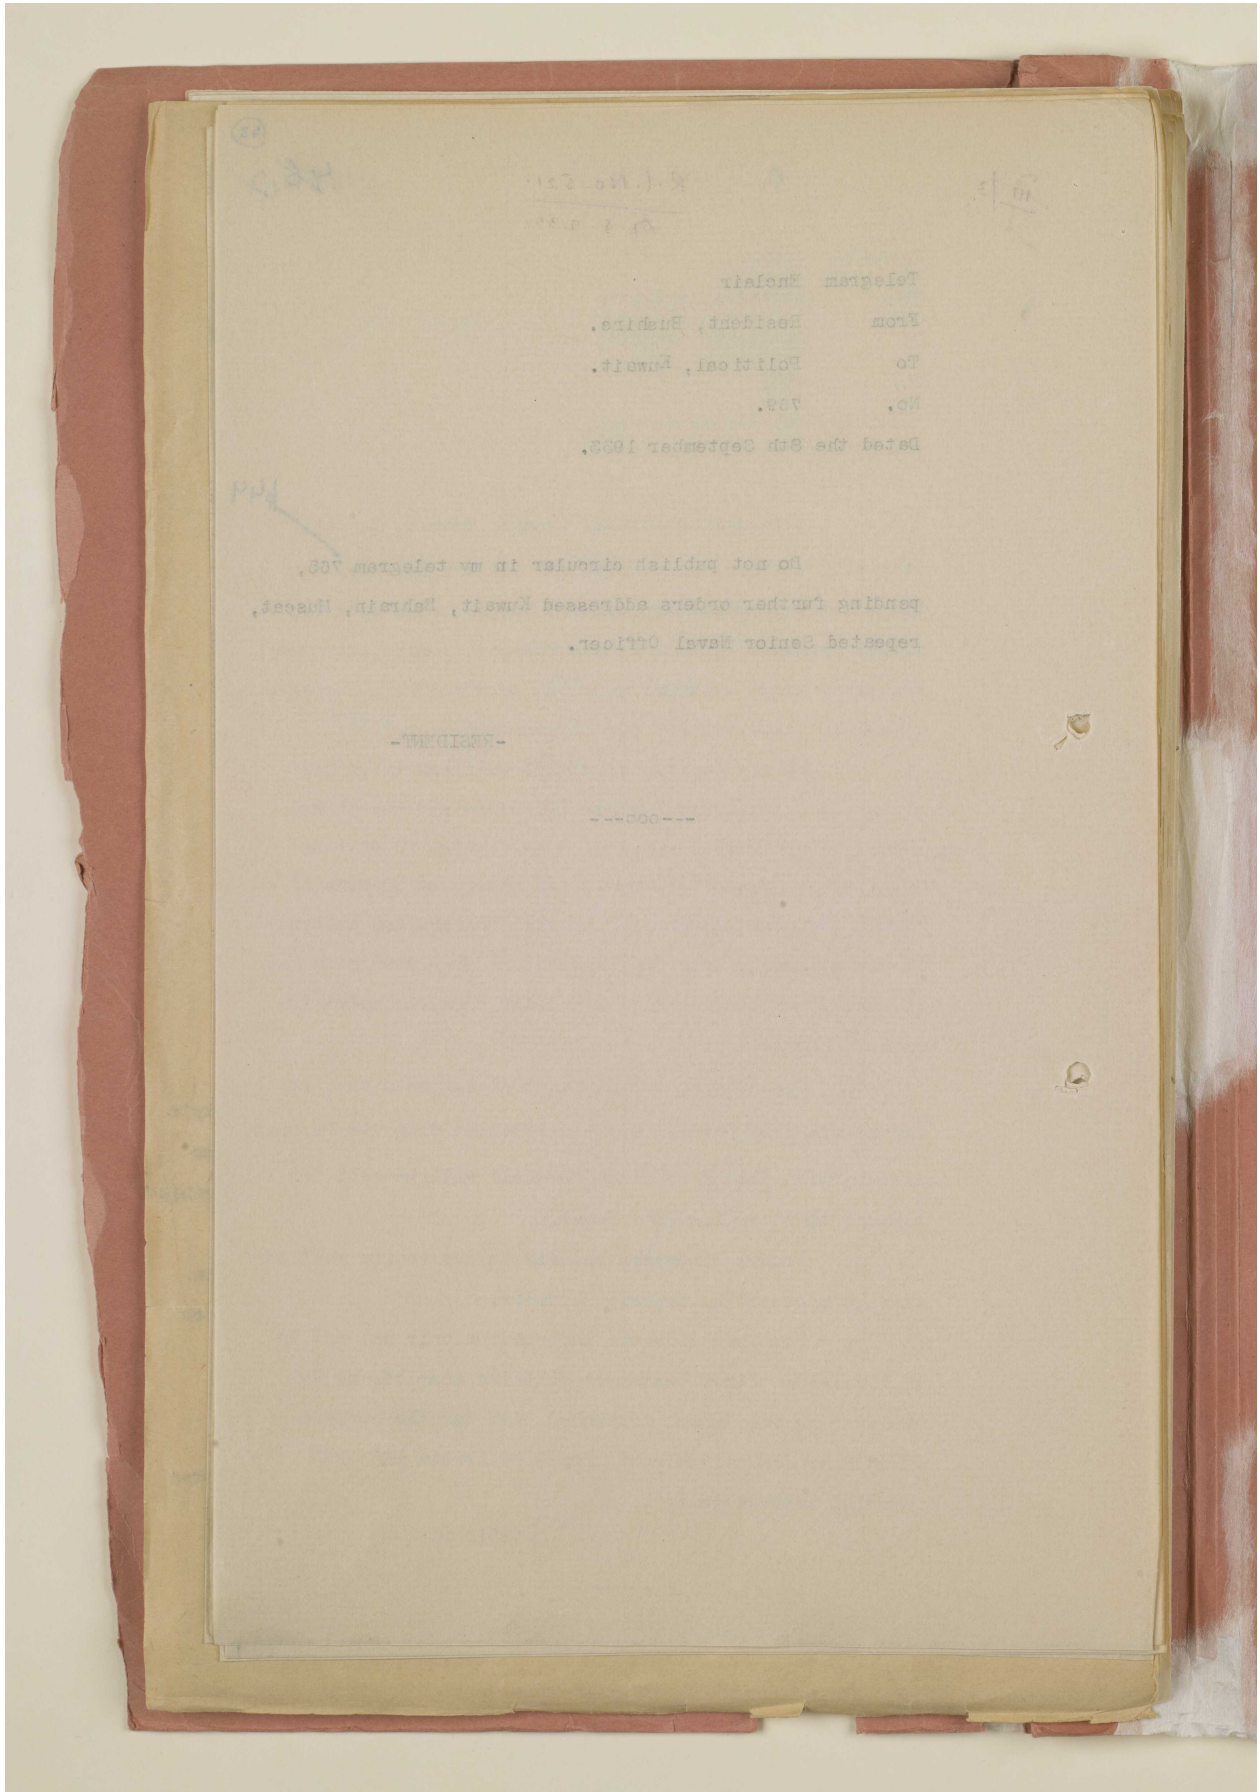 Telegram Enclair
From Resident, Bushire.
To Political, Kuwait.
No. 769.
Dated the 8th September 1933.
Do not publish circular in my telegram 765,
pending further orders addressed Kuwait, Bahrain, Muscat,
repeated Senior Naval Officer.
-RESIDENT-
---ooo---